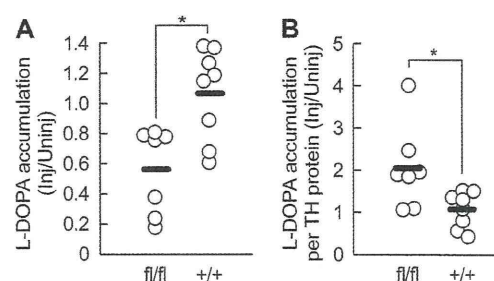 A
*
L-DOPA accumulation
(Inj/Uninj)
1.4
1.2
1.0
0.8
0.6
0.4
0.2
0
fl/fl +/+
B
*
L-DOPA accumulation
per TH protein (Inj/Uninj)
5
4
3
2
1
0
fl/fl +/+